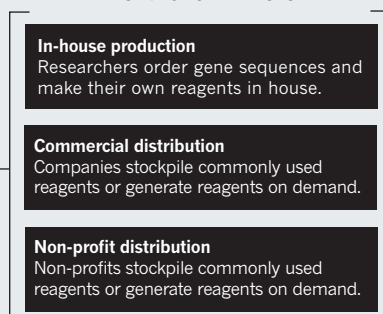 In-house production
Researchers order gene sequences and
make their own reagents in house.
Commercial distribution
Companies stockpile commonly used
reagents or generate reagents on demand.
Non-profit distribution
Non-profits stockpile commonly used
reagents or generate reagents on demand.